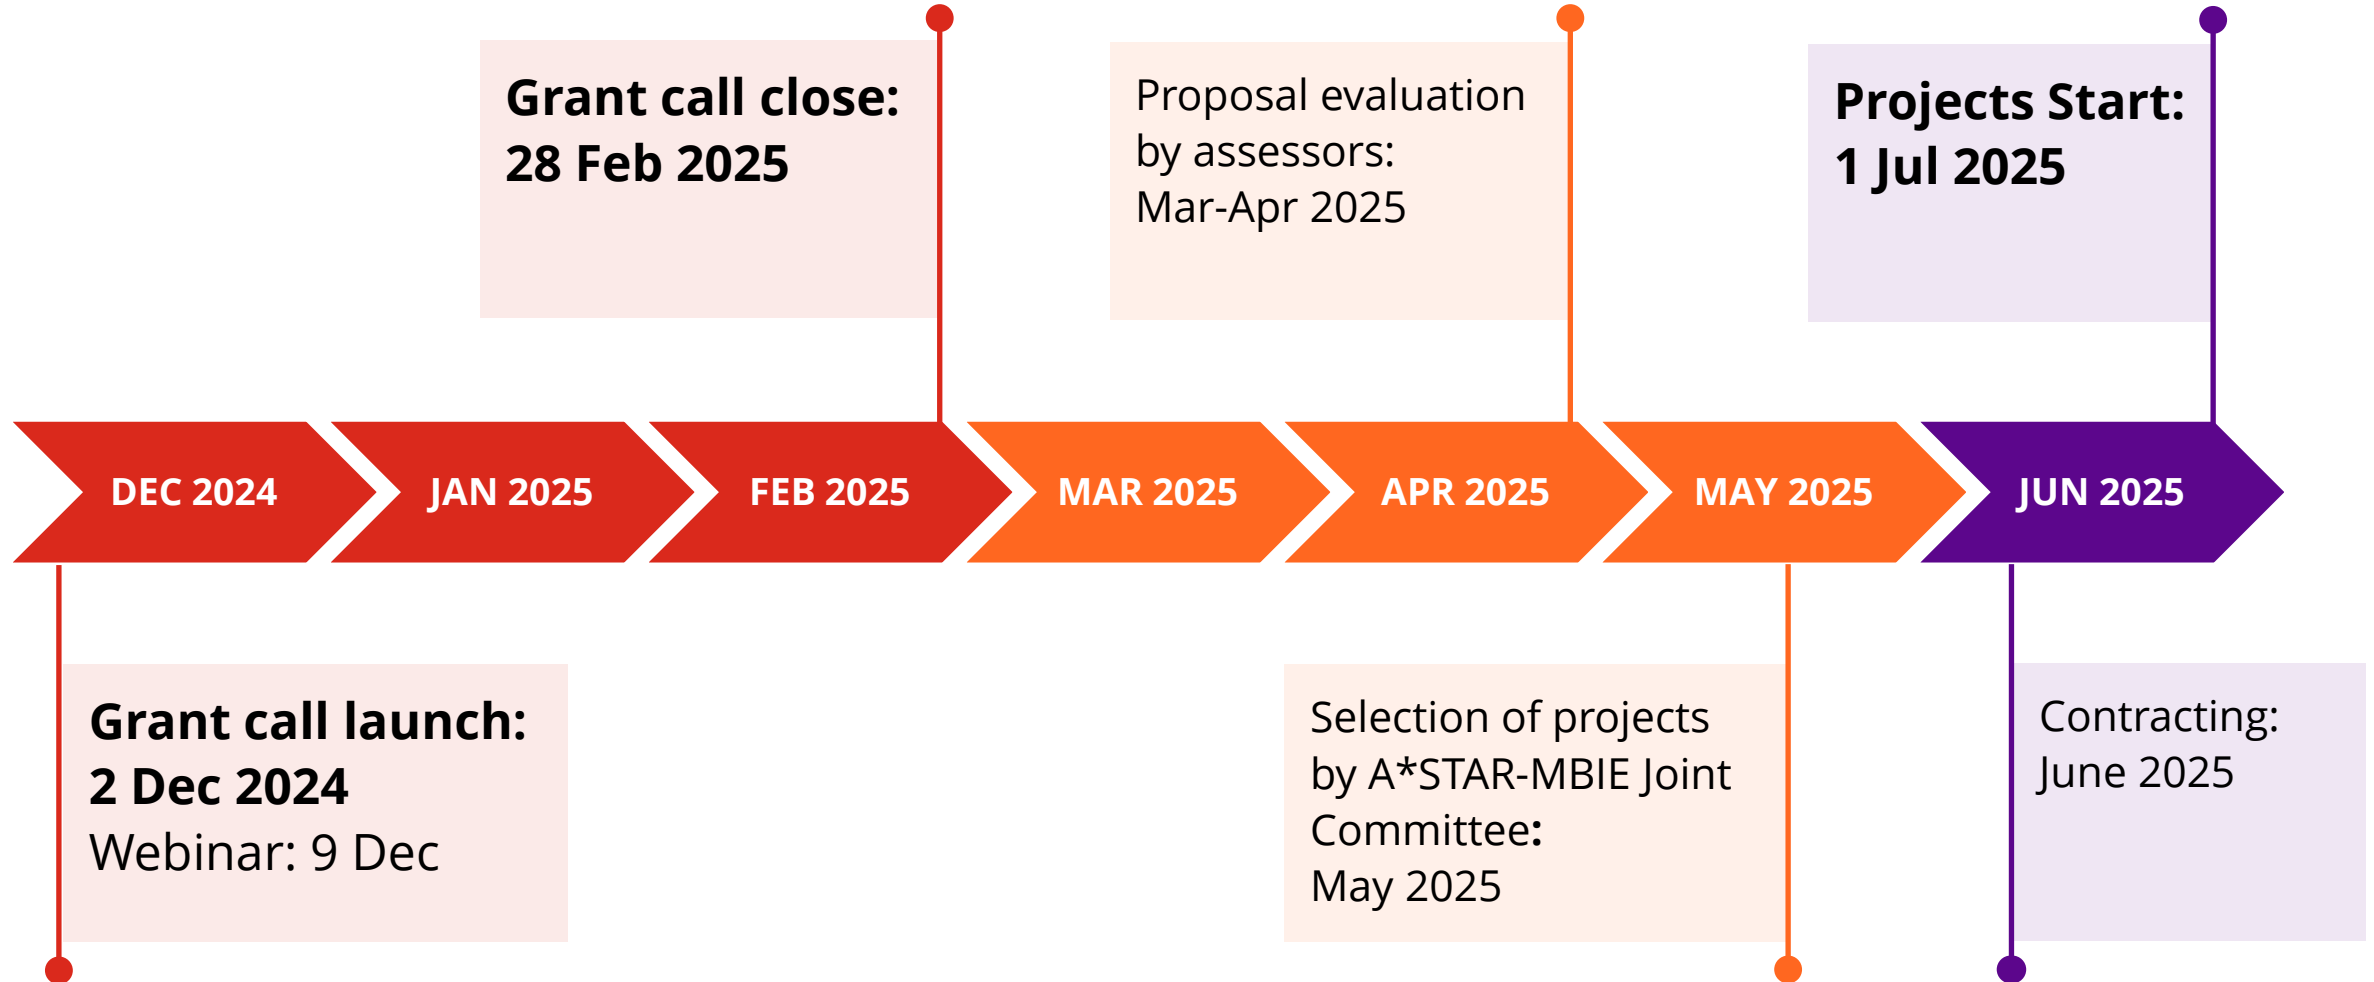 Grant call close:
28 Feb 2025
Proposal evaluation
by assessors:
Mar-Apr 2025
Projects Start:
1 Jul 2025
DEC 2024
JAN 2025
FEB 2025
MAR 2025
APR 2025
MAY 2025
JUN 2025
Grant call launch:
2 Dec 2024
Webinar: 9 Dec
Selection of projects
by A*STAR-MBIE Joint
Committee:
May 2025
Contracting:
June 2025